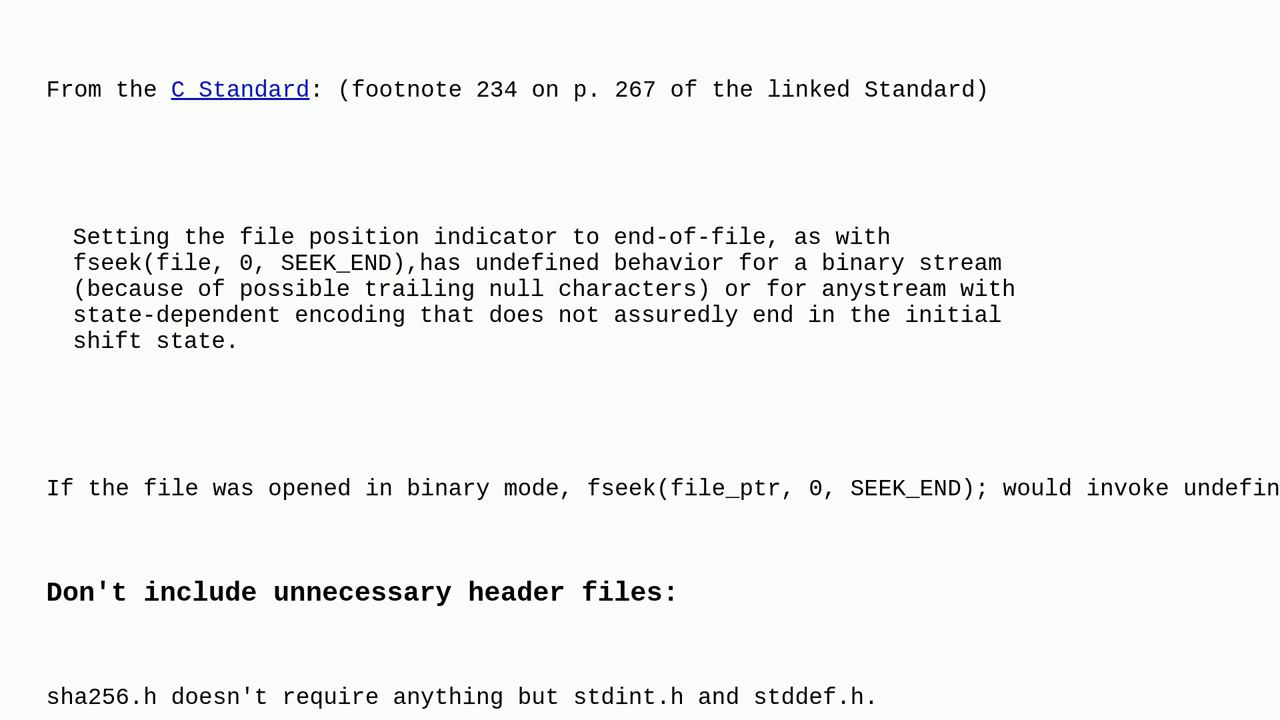 From the C Standard: (footnote 234 on p. 267 of the linked Standard)
Setting the file position indicator to end-of-file, as with
fseek(file, 0, SEEK_END),has undefined behavior for a binary stream
(because of possible trailing null characters) or for anystream with
state-dependent encoding that does not assuredly end in the initial
shift state.
If the file was opened in binary mode, fseek(file_ptr, 0, SEEK_END); would invoke undefin
Don't include unnecessary header files:
sha256.h doesn't require anything but stdint.h and stddef.h.